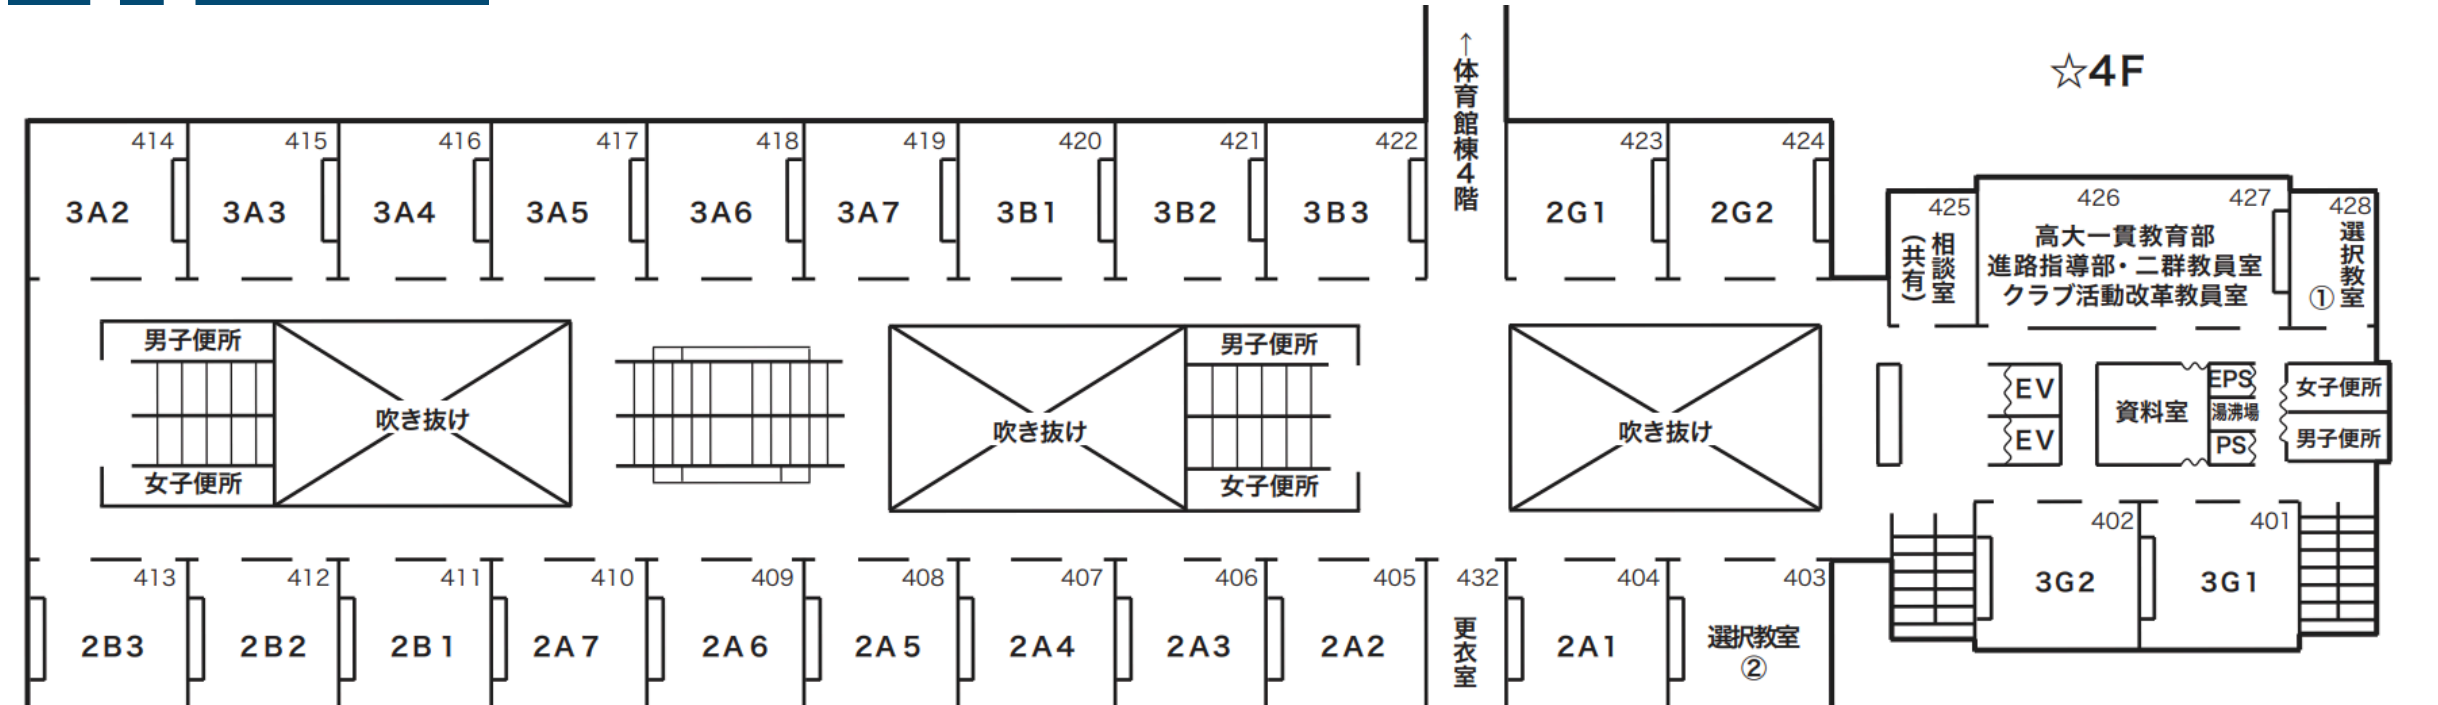 ☆4F
↑体育館棟4階
414
415
416
417
418
419
420
421
422
423
424
3A2
3A3
3A4
3A5
3A6
3A7
3B1
3B2
3B3
2G1
2G2
425
相談室
(共有)
426
427
高大一貫教育部
進路指導部・二群教員室
クラブ活動改革教員室
428
選択教室
①
男子便所
吹き抜け
女子便所
吹き抜け
男子便所
女子便所
吹き抜け
EV
EV
資料室
EPS
湯沸場
PS
女子便所
男子便所
402
401
3G2
3G1
413
412
411
410
409
408
407
406
405
432
404
403
2B3
2B2
2B1
2A7
2A6
2A5
2A4
2A3
2A2
更衣室
2A1
選択教室
②